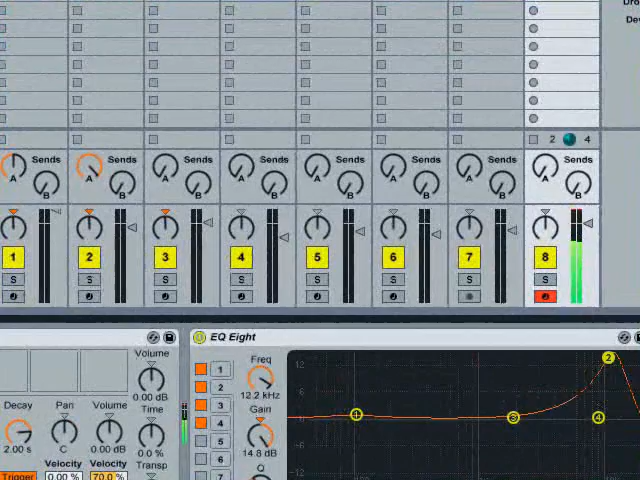 Dro
Dev
2 4
Sends Sends Sends Sends Sends Sends Sends Sends
A A A A A A A A
B B B B B B B B
1 2 3 4 5 6 7 8
S S S S S S S S
EQ Eight
Volume
0.00 dB
Time
0.0 %
Transp
Decay Pan Volume
2.00 s C 0.00 dB
Velocity Velocity
Trigger 0.00 % 70.0 %
1
2
3
4
5
6
7
Freq
12.2 kHz
Gain
14.8 dB
Q
12
6
0
-6
-12
1 2 3 4